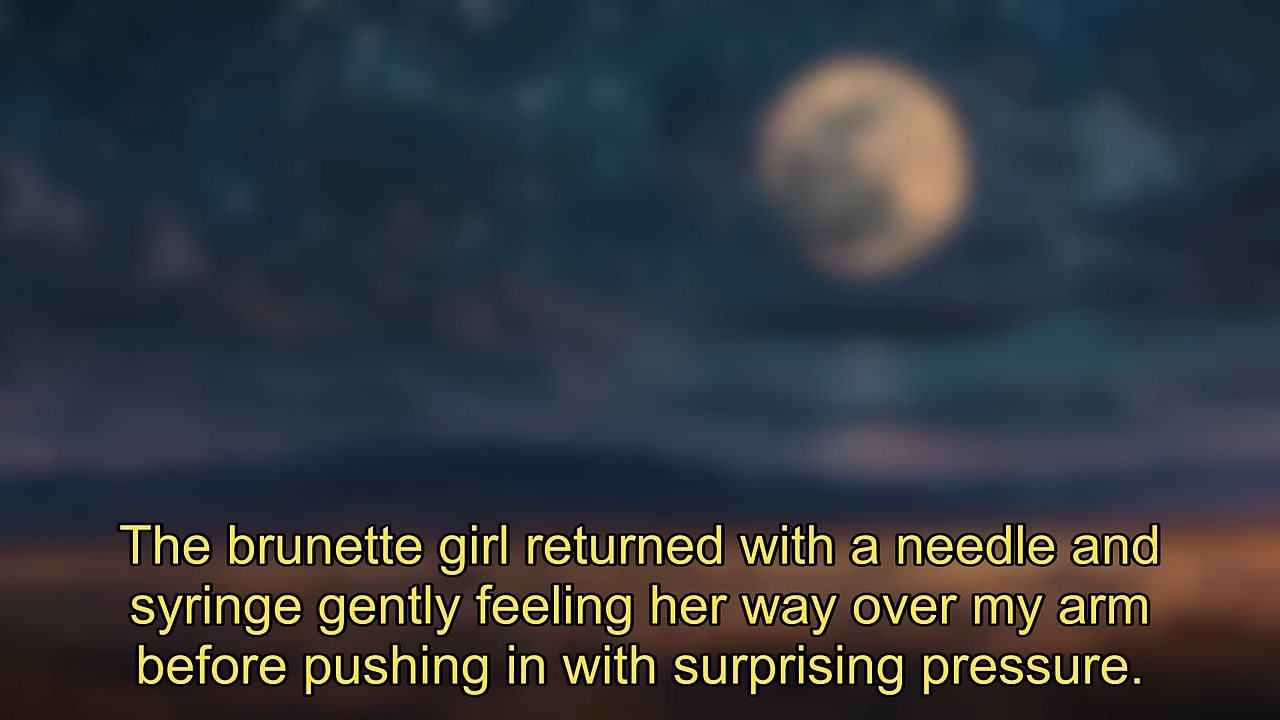 The brunette girl returned with a needle and
syringe gently feeling her way over my arm
before pushing in with surprising pressure.